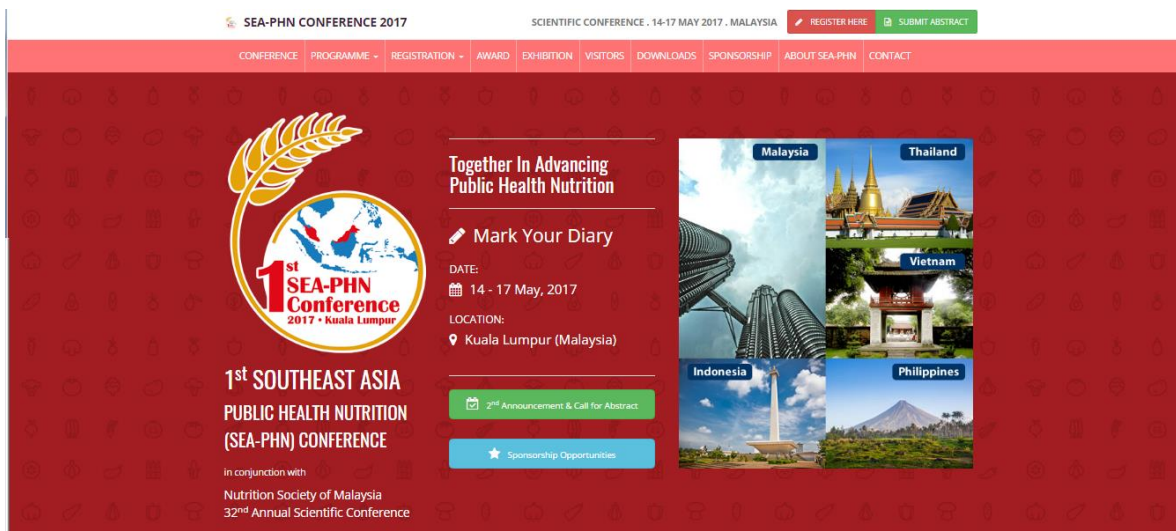 SEA-PHN CONFERENCE 2017
SCIENTIFIC CONFERENCE . 14-17 MAY 2017 . MALAYSIA
REGISTER HERE
SUBMIT ABSTRACT
CONFERENCE
PROGRAMME
REGISTRATION
AWARD
EXHIBITION
VISITORS
DOWNLOADS
SPONSORSHIP
ABOUT SEA-PHN
CONTACT
1st
SEA-PHN
Conference
2017 • Kuala Lumpur
1st SOUTHEAST ASIA
PUBLIC HEALTH NUTRITION
(SEA-PHN) CONFERENCE
in conjunction with
Nutrition Society of Malaysia
32nd Annual Scientific Conference
Together In Advancing
Public Health Nutrition
Mark Your Diary
DATE:
14 - 17 May, 2017
LOCATION:
Kuala Lumpur (Malaysia)
2nd Announcement & Call for Abstract
Sponsorship Opportunities
Malaysia
Thailand
Vietnam
Indonesia
Philippines